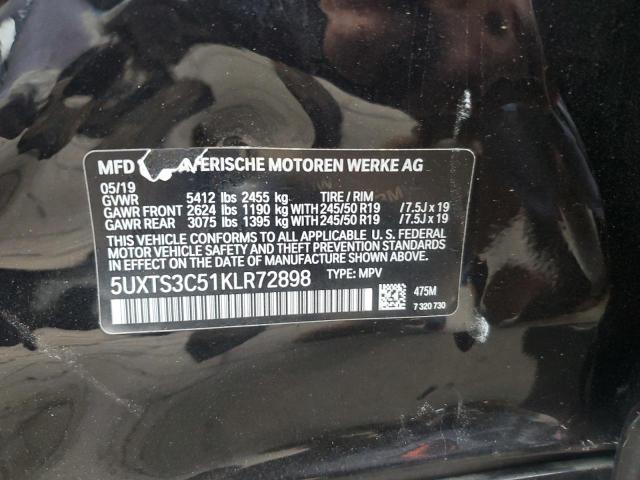 MFD AVERISCHE MOTOREN WERKE AG
05/19
GVWR 5412 lbs 2455 kg TIRE / RIM
GAWR FRONT 2624 lbs 1190 kg WITH 245/50 R19 /7.5J x 19
GAWR REAR 3075 lbs 1395 kg WITH 245/50 R19 /7.5J x 19
THIS VEHICLE CONFORMS TO ALL APPLICABLE U. S. FEDERAL
MOTOR VEHICLE SAFETY AND THEFT PREVENTION STANDARDS
IN EFFECT ON THE DATE OF MANUFACTURE SHOWN ABOVE.
5UXTS3C51KLR72898 TYPE: MPV
475M
7 320 730